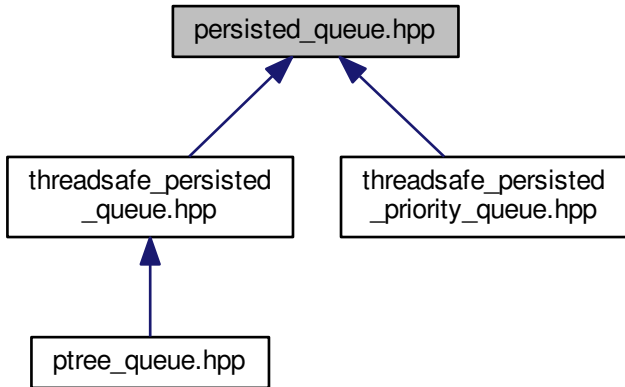 persisted_queue.hpp
threadsafe_persisted
_queue.hpp
threadsafe_persisted
_priority_queue.hpp
ptree_queue.hpp